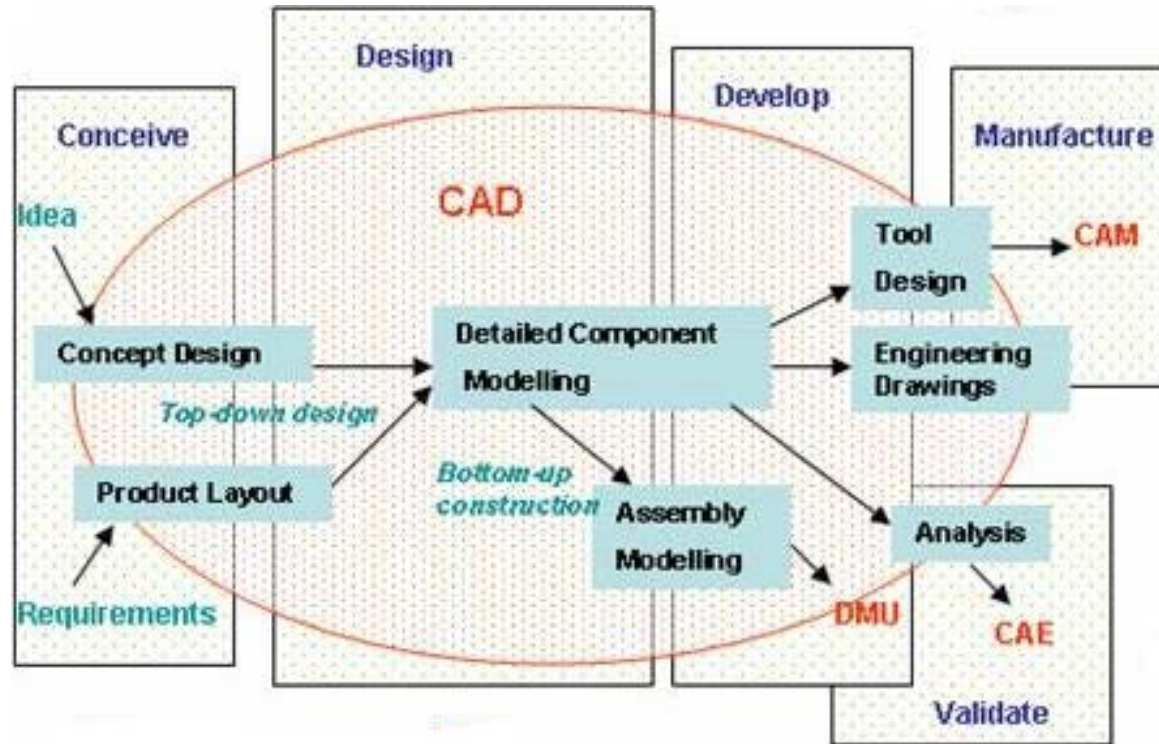 Design
Develop
Conceive
Manufacture
CAD
Idea
Tool
Design
CAM
Concept Design
Detailed Component
Modelling
Engineering
Drawings
Top-down design
Product Layout
Bottom-up
construction
Assembly
Modelling
Analysis
Requirements
DMU
CAE
Validate